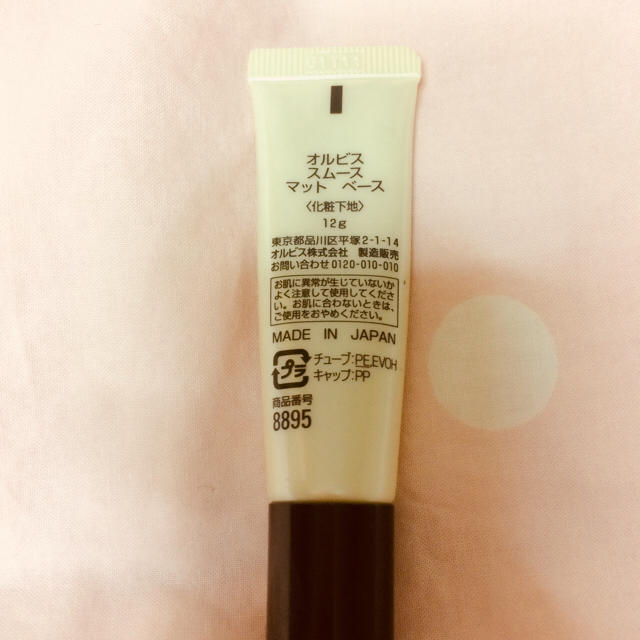 オルビス
スムース
マット ベース
〈化粧下地〉
12g
東京都品川区平塚2-1-14
オルビス株式会社 製造販売
お問い合わせ0120-010-010
お肌に異常が生じていないか
よく注意して使用してくださ
い。お肌に合わないときは、
ご使用をおやめください。
MADE IN JAPAN
プラ
チューブ:PE,EVOH
キャップ:PP
商品番号
8895